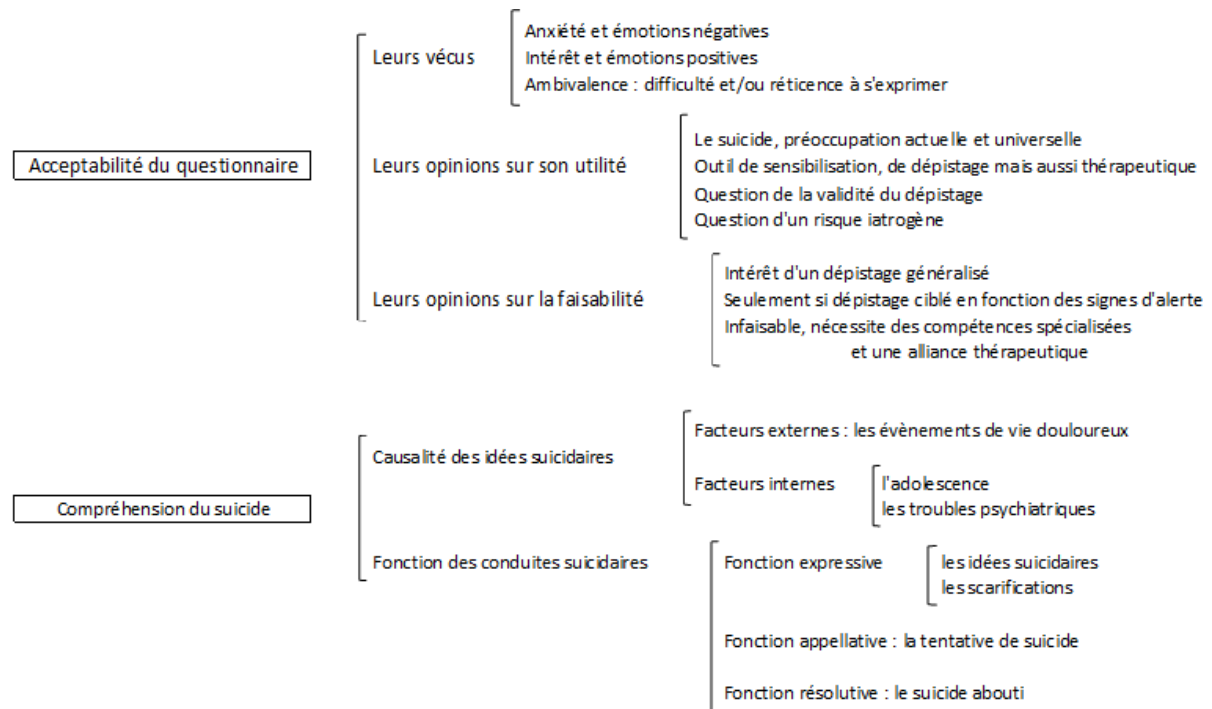 Anxiété et émotions négatives
Leurs vécus
Intérêt et émotions positives
Ambivalence : difficulté et/ou réticence à s'exprimer
Le suicide, préoccupation actuelle et universelle
Acceptabilité du questionnaire
Leurs opinions sur son utilité
Outil de sensibilisation, de dépistage mais aussi thérapeutique
Question de la validité du dépistage
Question d'un risque iatrogène
Intérêt d'un dépistage généralisé
Leurs opinions sur la faisabilité
Seulement si dépistage ciblé en fonction des signes d'alerte
Infaisable, nécessite des compétences spécialisées
et une alliance thérapeutique
Facteurs externes : les évènements de vie douloureux
Causalité des idées suicidaires
Facteurs internes
l'adolescence
les troubles psychiatriques
Compréhension du suicide
Fonction des conduites suicidaires
Fonction expressive
les idées suicidaires
les scarifications
Fonction appellative : la tentative de suicide
Fonction résolutive : le suicide abouti